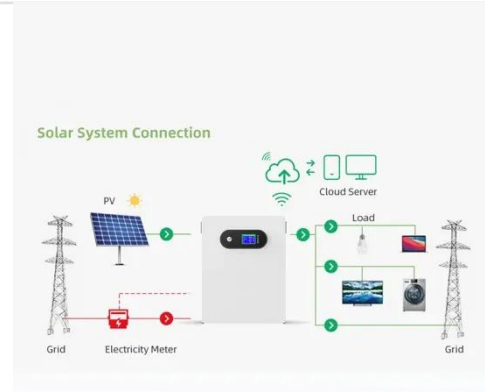 Solar System Connection
Cloud Server
PV
Load
Grid
Electricity Meter
Grid